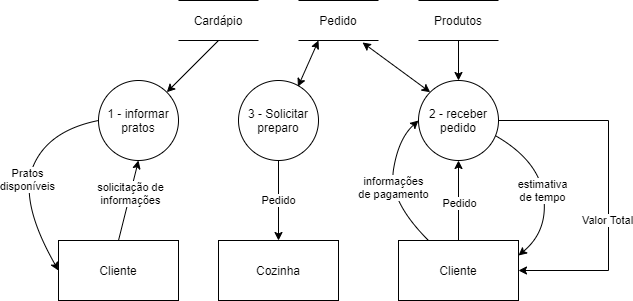 Cardápio
Pedido
Produtos
1 - informar
pratos
3 - Solicitar
preparo
2 - receber
pedido
Pratos
disponíveis
solicitação de
informações
Pedido
informações
de pagamento
Pedido
estimativa
de tempo
Valor Total
Cliente
Cozinha
Cliente